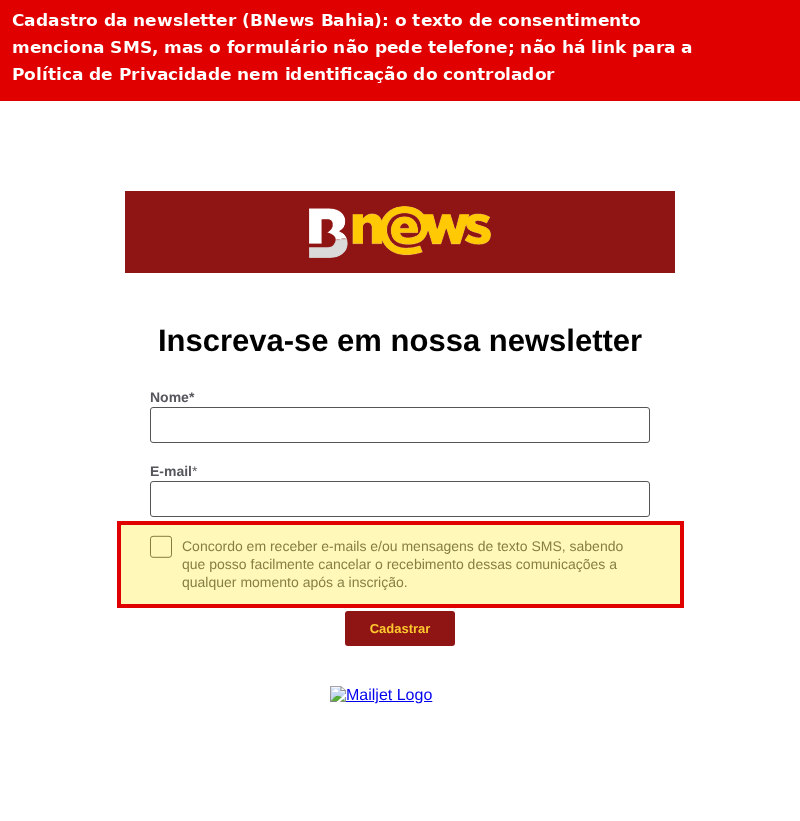 Cadastro da newsletter (BNews Bahia): o texto de consentimento
menciona SMS, mas o formulário não pede telefone; não há link para a
Política de Privacidade nem identificação do controlador
Bnews
Inscreva-se em nossa newsletter
Nome*
E-mail*
Concordo em receber e-mails e/ou mensagens de texto SMS, sabendo
que posso facilmente cancelar o recebimento dessas comunicações a
qualquer momento após a inscrição.
Cadastrar
Mailjet Logo